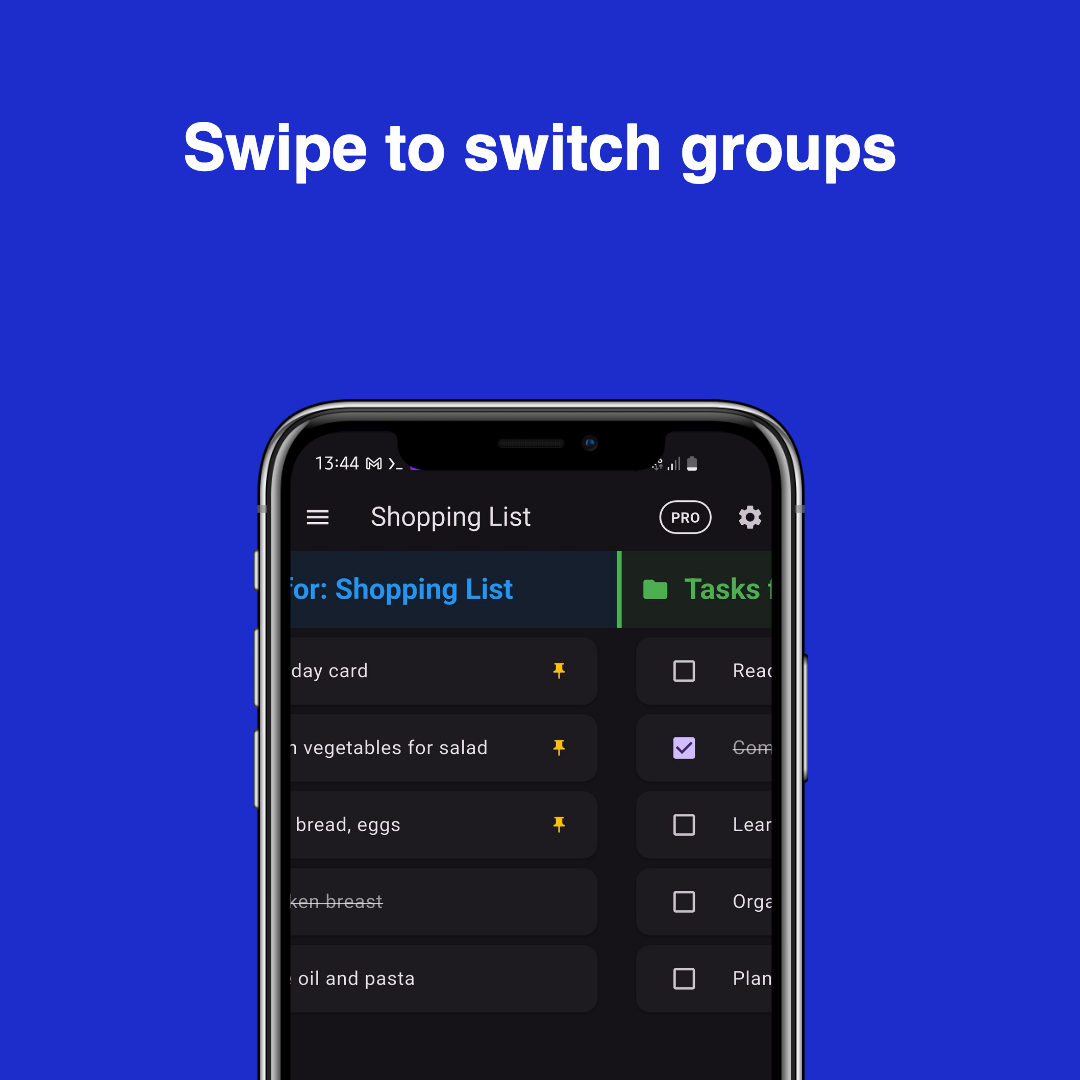 Swipe to switch groups
13:44
Shopping List
PRO
for: Shopping List
Tasks
day card
vegetables for salad
bread, eggs
ken breast
oil and pasta
Read
Com
Lear
Orga
Plan